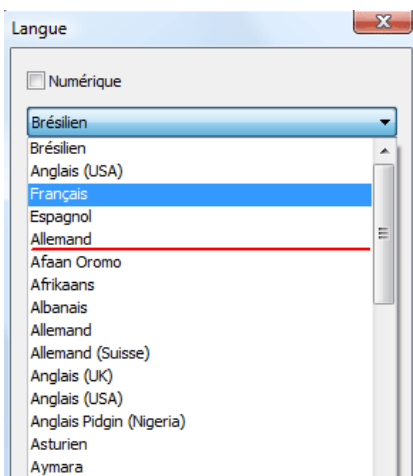 Langue
Numérique
Brésilien
Brésilien
Anglais (USA)
Français
Espagnol
Allemand
Afaan Oromo
Afrikaans
Albanais
Allemand
Allemand (Suisse)
Anglais (UK)
Anglais (USA)
Anglais Pidgin (Nigeria)
Asturien
Aymara